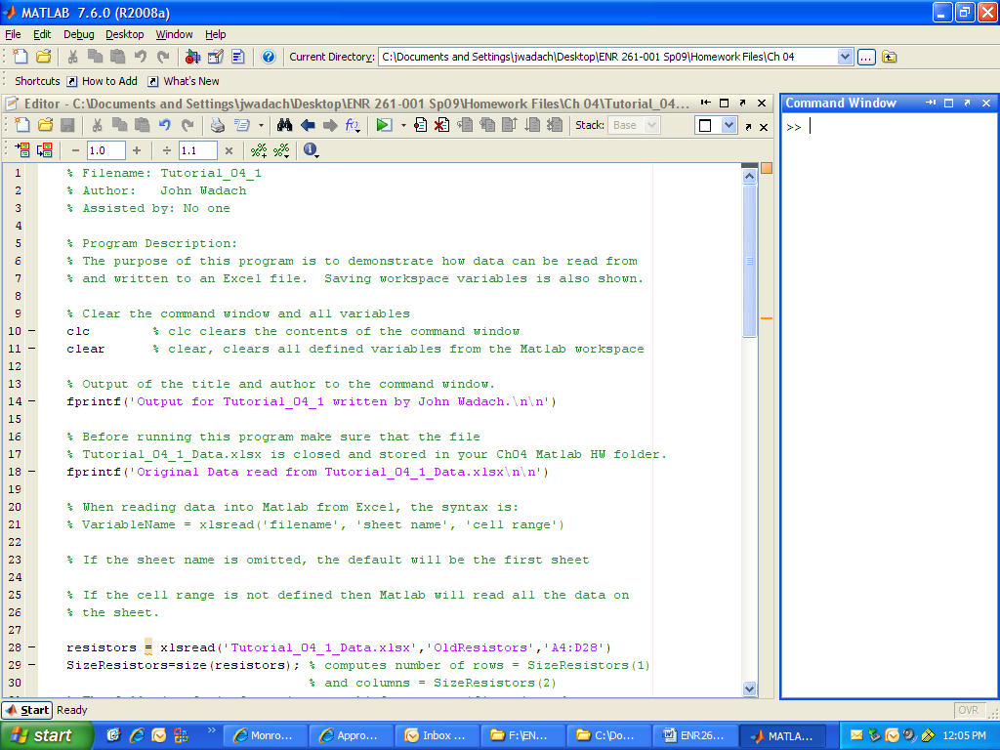 MATLAB 7.6.0 (R2008a)
File Edit Debug Desktop Window Help
Current Directory: C:\Documents and Settings\jwadach\Desktop\ENR 261-001 Sp09\Homework Files\Ch 04
Shortcuts How to Add What's New
Editor - C:\Documents and Settings\jwadach\Desktop\ENR 261-001 Sp09\Homework Files\Ch 04\Tutorial_04...
Command Window
Stack: Base
>>
1.0 1.1
1 % Filename: Tutorial_04_1
2 % Author:   John Wadach
3 % Assisted by: No one
4
5 % Program Description:
6 % The purpose of this program is to demonstrate how data can be read from
7 % and written to an Excel file.  Saving workspace variables is also shown.
8
9 % Clear the command window and all variables
10 - clc        % clc clears the contents of the command window
11 - clear      % clear, clears all defined variables from the Matlab workspace
12
13 % Output of the title and author to the command window.
14 - fprintf('Output for Tutorial_04_1 written by John Wadach.\n\n')
15
16 % Before running this program make sure that the file
17 % Tutorial_04_1_Data.xlsx is closed and stored in your Ch04 Matlab HW folder.
18 - fprintf('Original Data read from Tutorial_04_1_Data.xlsx\n\n')
19
20 % When reading data into Matlab from Excel, the syntax is:
21 % VariableName = xlsread('filename', 'sheet name', 'cell range')
22
23 % If the sheet name is omitted, the default will be the first sheet
24
25 % If the cell range is not defined then Matlab will read all the data on
26 % the sheet.
27
28 - resistors = xlsread('Tutorial_04_1_Data.xlsx','OldResistors','A4:D28')
29 - SizeResistors=size(resistors); % computes number of rows = SizeResistors(1)
30 % and columns = SizeResistors(2)
Start Ready
OVR
start Monro... Appro... Inbox ... F:\EN... C:\Do... ENR26... MATLA... 12:05 PM